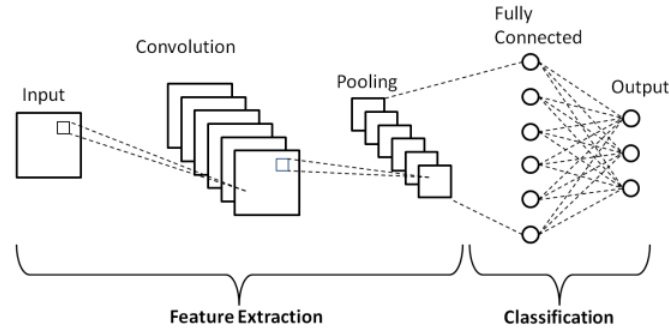 Input
Convolution
Pooling
Fully
Connected
Output
Feature Extraction
Classification